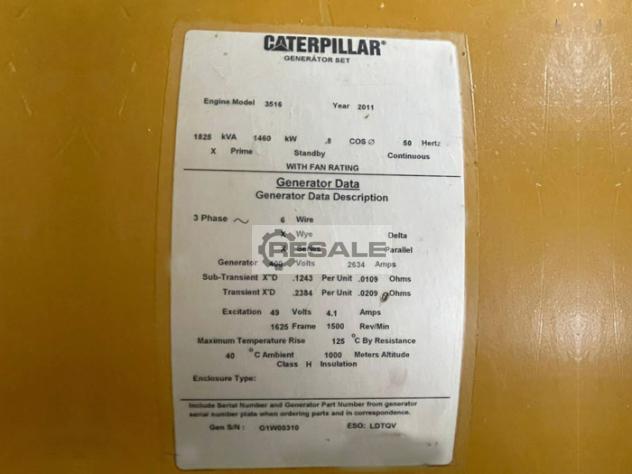 CATERPILLAR®
GENERATOR SET
Engine Model 3516 Year 2011
1825 kVA 1460 kW .8 COS Ø 50 Hertz
X Prime Standby Continuous
WITH FAN RATING
Generator Data
Generator Data Description
3 Phase ~ 6 Wire
X Wye Delta
X Series Parallel
RESALE
Generator 400 Volts 2634 Amps
Sub-Transient X"D .1243 Per Unit .0109 Ohms
Transient X'D .2384 Per Unit .0209 Ohms
Excitation 49 Volts 4.1 Amps
1625 Frame 1500 Rev/Min
Maximum Temperature Rise 125 °C By Resistance
40 °C Ambient 1000 Meters Altitude
Class H Insulation
Enclosure Type:
Include Serial Number and Generator Part Number from generator
serial number plate when ordering parts and in correspondence.
Gen S/N : G1W00310 ESO: LDTQV